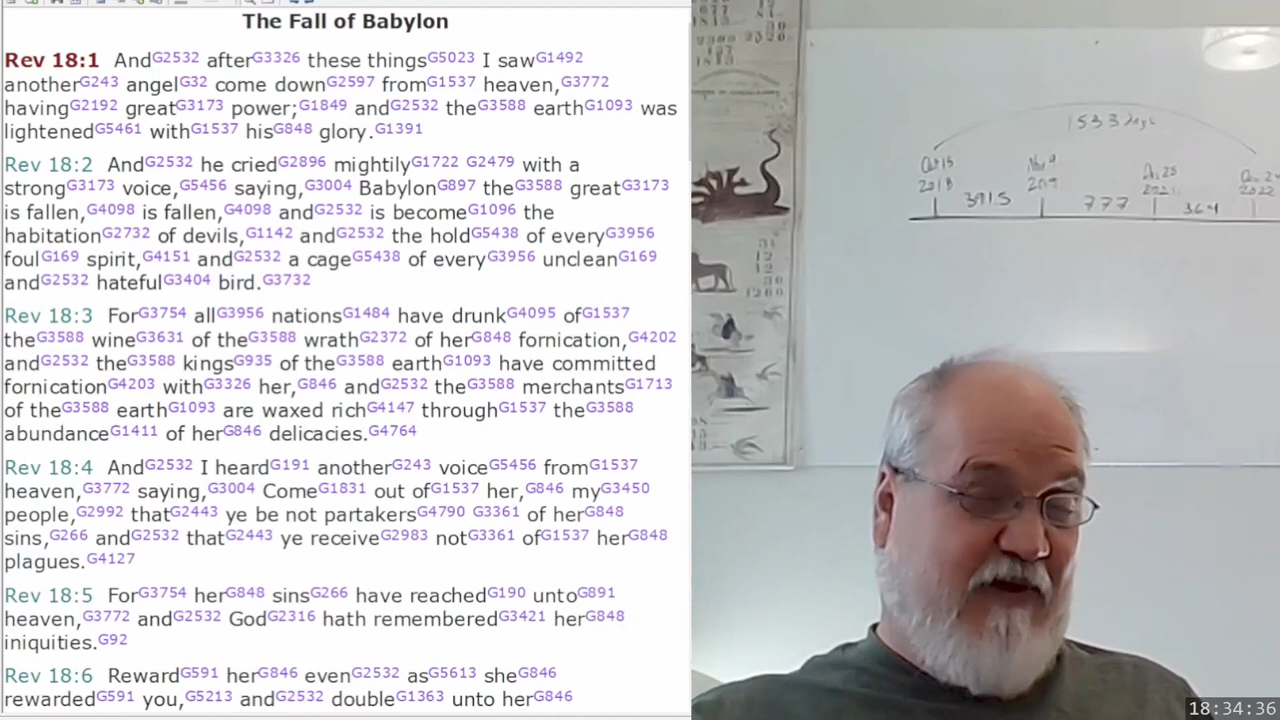 The Fall of Babylon
Rev 18:1 AndG2532 afterG3326 these thingsG5023 I sawG1492
anotherG243 angelG32 come downG2597 fromG1537 heaven,G3772
havingG2192 greatG3173 power;G1849 andG2532 theG3588 earthG1093 was
lightenedG5461 withG1537 hisG848 glory.G1391
Rev 18:2 AndG2532 he criedG2896 mightilyG1722 G2479 with a
strongG3173 voice,G5456 saying,G3004 BabylonG897 theG3588 greatG3173
is fallen,G4098 is fallen,G4098 andG2532 is becomeG1096 the
habitationG2732 of devils,G1142 andG2532 the holdG5438 of everyG3956
foulG169 spirit,G4151 andG2532 a cageG5438 of everyG3956 uncleanG169
andG2532 hatefulG3404 bird.G3732
Rev 18:3 ForG3754 allG3956 nationsG1484 have drunkG4095 ofG1537
theG3588 wineG3631 of theG3588 wrathG2372 of herG848 fornication,G4202
andG2532 theG3588 kingsG935 of theG3588 earthG1093 have committed
fornicationG4203 withG3326 her,G846 andG2532 theG3588 merchantsG1713
of theG3588 earthG1093 are waxed richG4147 throughG1537 theG3588
abundanceG1411 of herG846 delicacies.G4764
Rev 18:4 AndG2532 I heardG191 anotherG243 voiceG5456 fromG1537
heaven,G3772 saying,G3004 ComeG1831 out ofG1537 her,G846 myG3450
people,G2992 thatG2443 ye be not partakersG4790 G3361 of herG848
sins,G266 andG2532 thatG2443 ye receiveG2983 notG3361 ofG1537 herG848
plagues.G4127
Rev 18:5 ForG3754 herG848 sinsG266 have reachedG190 untoG891
heaven,G3772 andG2532 GodG2316 hath rememberedG3421 herG848
iniquities.G92
Rev 18:6 RewardG591 herG846 evenG2532 asG5613 sheG846
rewardedG591 you,G5213 andG2532 doubleG1363 unto herG846
1533 days
2018 2019 2021 2022
391.5 777 364
1260
18:34:36